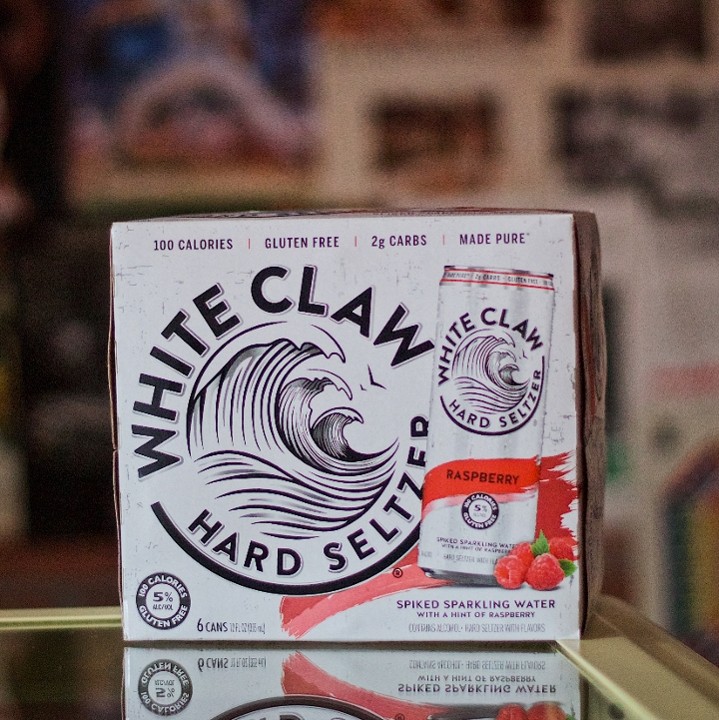 100 CALORIES | GLUTEN FREE | 2g CARBS | MADE PURE™
WHITE CLAW
HARD SELTZER
®
WHITE CLAW
HARD SELTZER
RASPBERRY
100 CALORIES
5%
GLUTEN FREE
SPIKED SPARKLING WATER
WITH A HINT OF RASPBERRY
100 CALORIES
5%
ALC/VOL
GLUTEN FREE
6 CANS
SPIKED SPARKLING WATER
WITH A HINT OF RASPBERRY
CONTAINS ALCOHOL • HARD SELTZER WITH FLAVORS